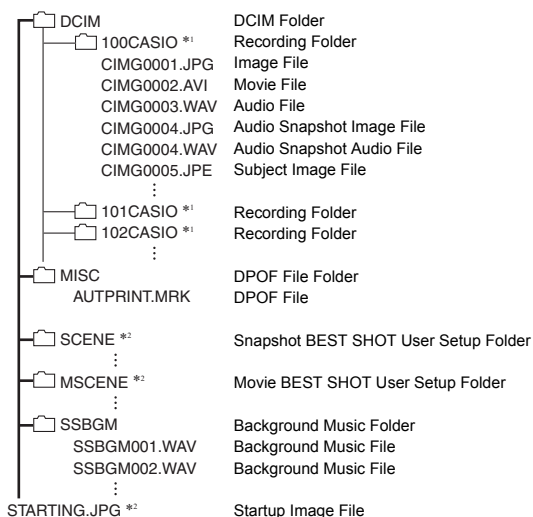 DCIM DCIM Folder
100CASIO *1 Recording Folder
CIMG0001.JPG Image File
CIMG0002.AVI Movie File
CIMG0003.WAV Audio File
CIMG0004.JPG Audio Snapshot Image File
CIMG0004.WAV Audio Snapshot Audio File
CIMG0005.JPE Subject Image File
101CASIO *1 Recording Folder
102CASIO *1 Recording Folder
MISC DPOF File Folder
AUTPRINT.MRK DPOF File
SCENE *2 Snapshot BEST SHOT User Setup Folder
MSCENE *2 Movie BEST SHOT User Setup Folder
SSBGM Background Music Folder
SSBGM001.WAV Background Music File
SSBGM002.WAV Background Music File
STARTING.JPG *2 Startup Image File